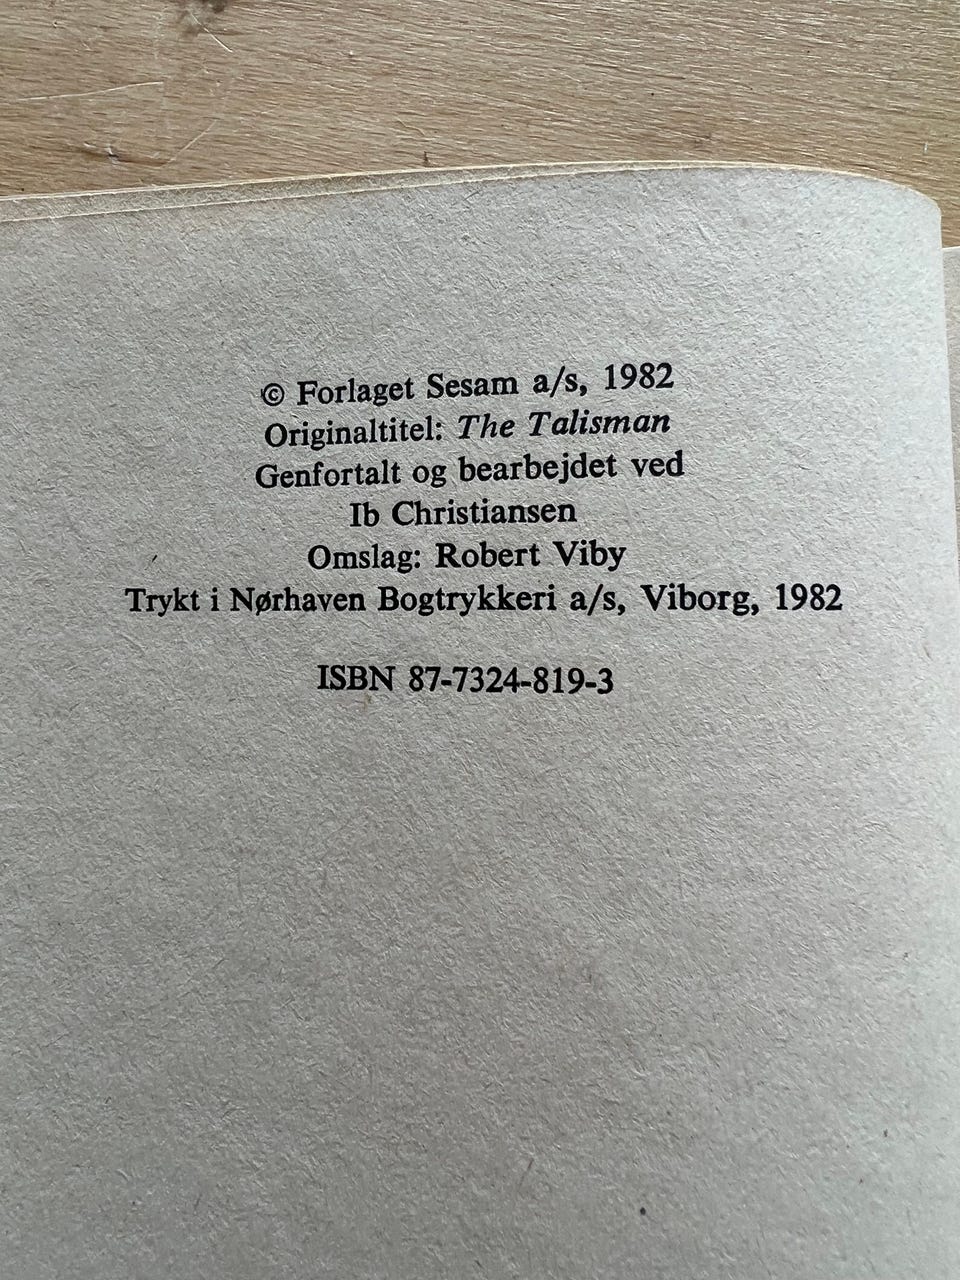 © Forlaget Sesam a/s, 1982
Originaltitel: The Talisman
Genfortalt og bearbejdet ved
Ib Christiansen
Omslag: Robert Viby
Trykt i Nørhaven Bogtrykkeri a/s, Viborg, 1982
ISBN 87-7324-819-3